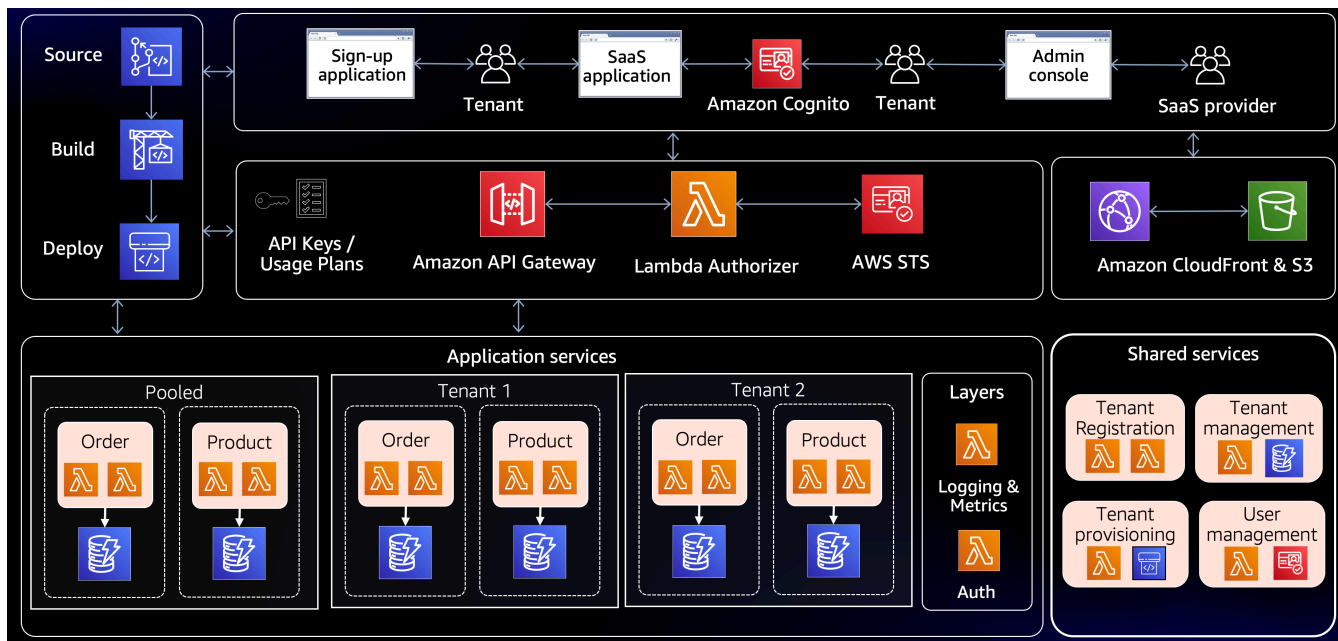 Source
Build
Deploy
Sign-up
application
Tenant
SaaS
application
Amazon Cognito
Tenant
Admin
console
SaaS provider
API Keys /
Usage Plans
Amazon API Gateway
Lambda Authorizer
AWS STS
Amazon CloudFront & S3
Application services
Pooled
Order
Product
Tenant 1
Order
Product
Tenant 2
Order
Product
Layers
Logging &
Metrics
Auth
Shared services
Tenant
Registration
Tenant
management
Tenant
provisioning
User
management